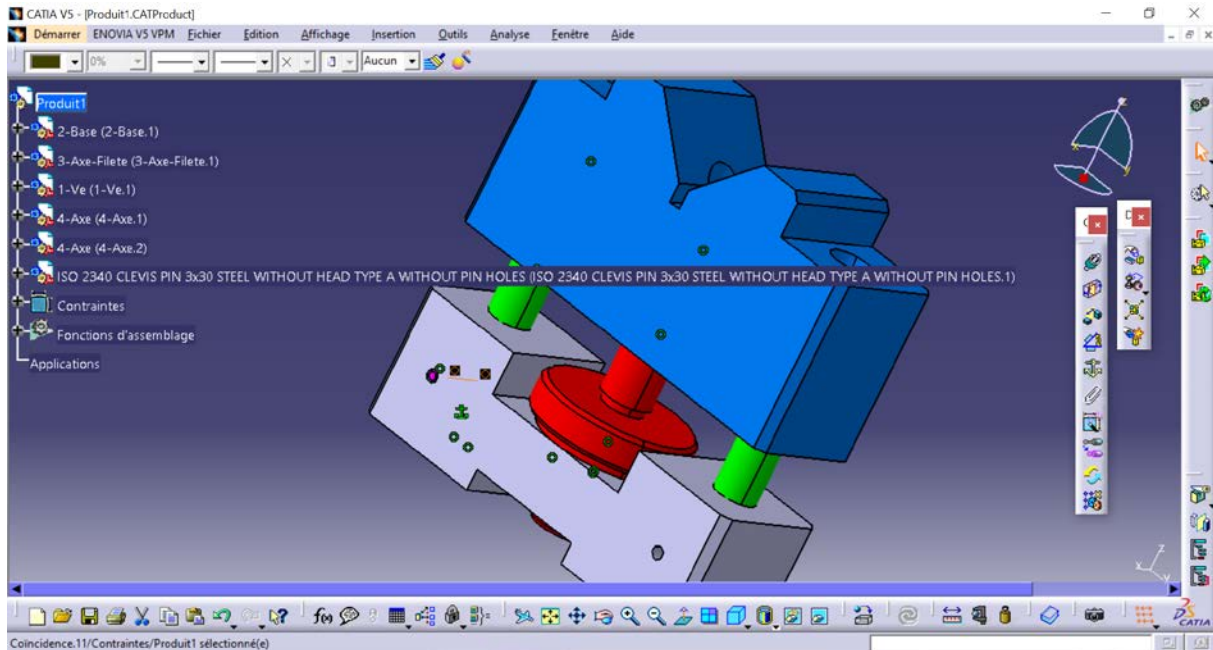 CATIA V5 - [Produit1.CATProduct]
Démarrer ENOVIA V5 VPM Fichier Edition Affichage Insertion Outils Analyse Fenêtre Aide
0% Aucun
Produit1
2-Base (2-Base.1)
3-Axe-Filete (3-Axe-Filete.1)
1-Ve (1-Ve.1)
4-Axe (4-Axe.1)
4-Axe (4-Axe.2)
ISO 2340 CLEVIS PIN 3x30 STEEL WITHOUT HEAD TYPE A WITHOUT PIN HOLES (ISO 2340 CLEVIS PIN 3x30 STEEL WITHOUT HEAD TYPE A WITHOUT PIN HOLES.1)
Contraintes
Fonctions d'assemblage
Applications
x
z
y
f(x)
CATIA
Coïncidence.11/Contraintes/Produit1 sélectionné(e)